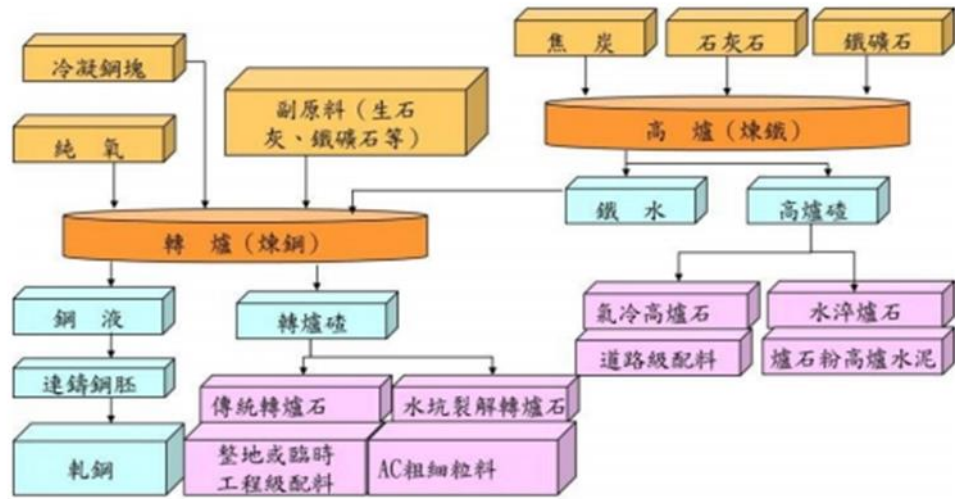 焦炭
石灰石
鐵礦石
冷凝鋼塊
副原料（生石
灰、鐵礦石等）
純氧
高爐（煉鐵）
鐵水
高爐碴
轉爐（煉鋼）
氣冷高爐石
水淬爐石
鋼液
轉爐碴
道路級配料
爐石粉高爐水泥
連鑄鋼胚
傳統轉爐石
水坑裂解轉爐石
軋鋼
整地或臨時
工程級配料
AC粗細粒料